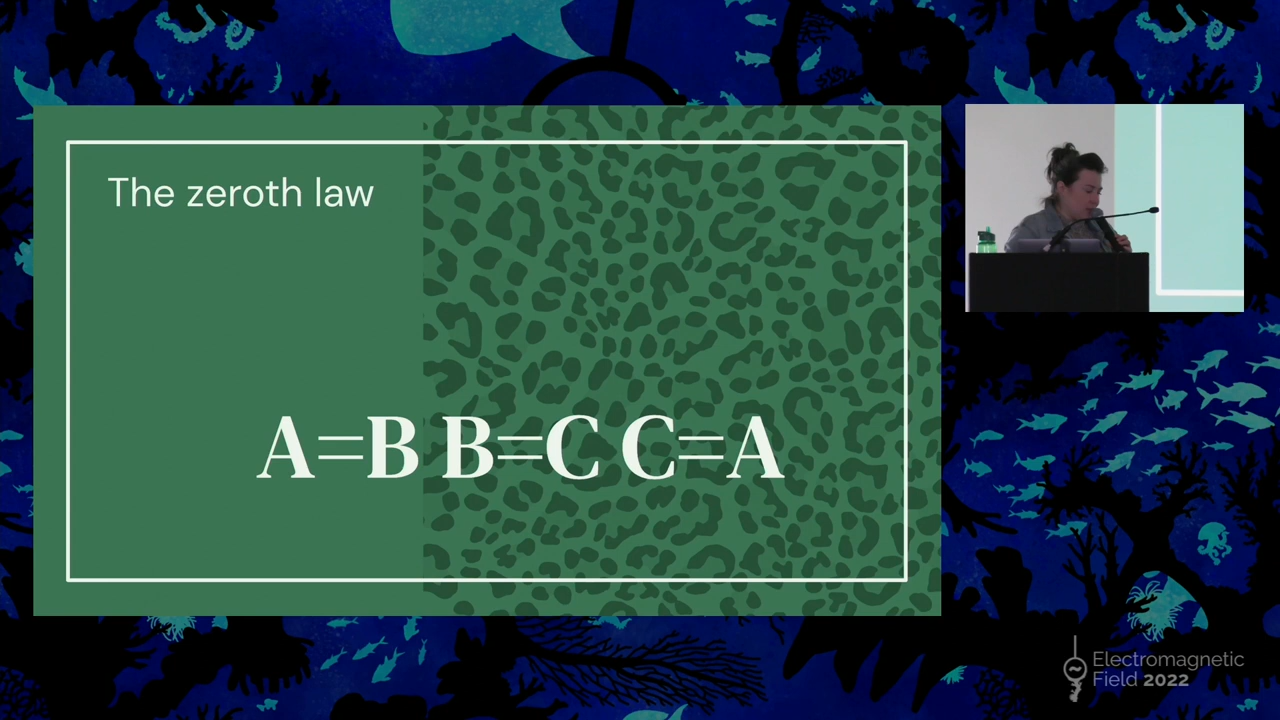 The zeroth law
A=B B=C C=A
Electromagnetic
Field 2022